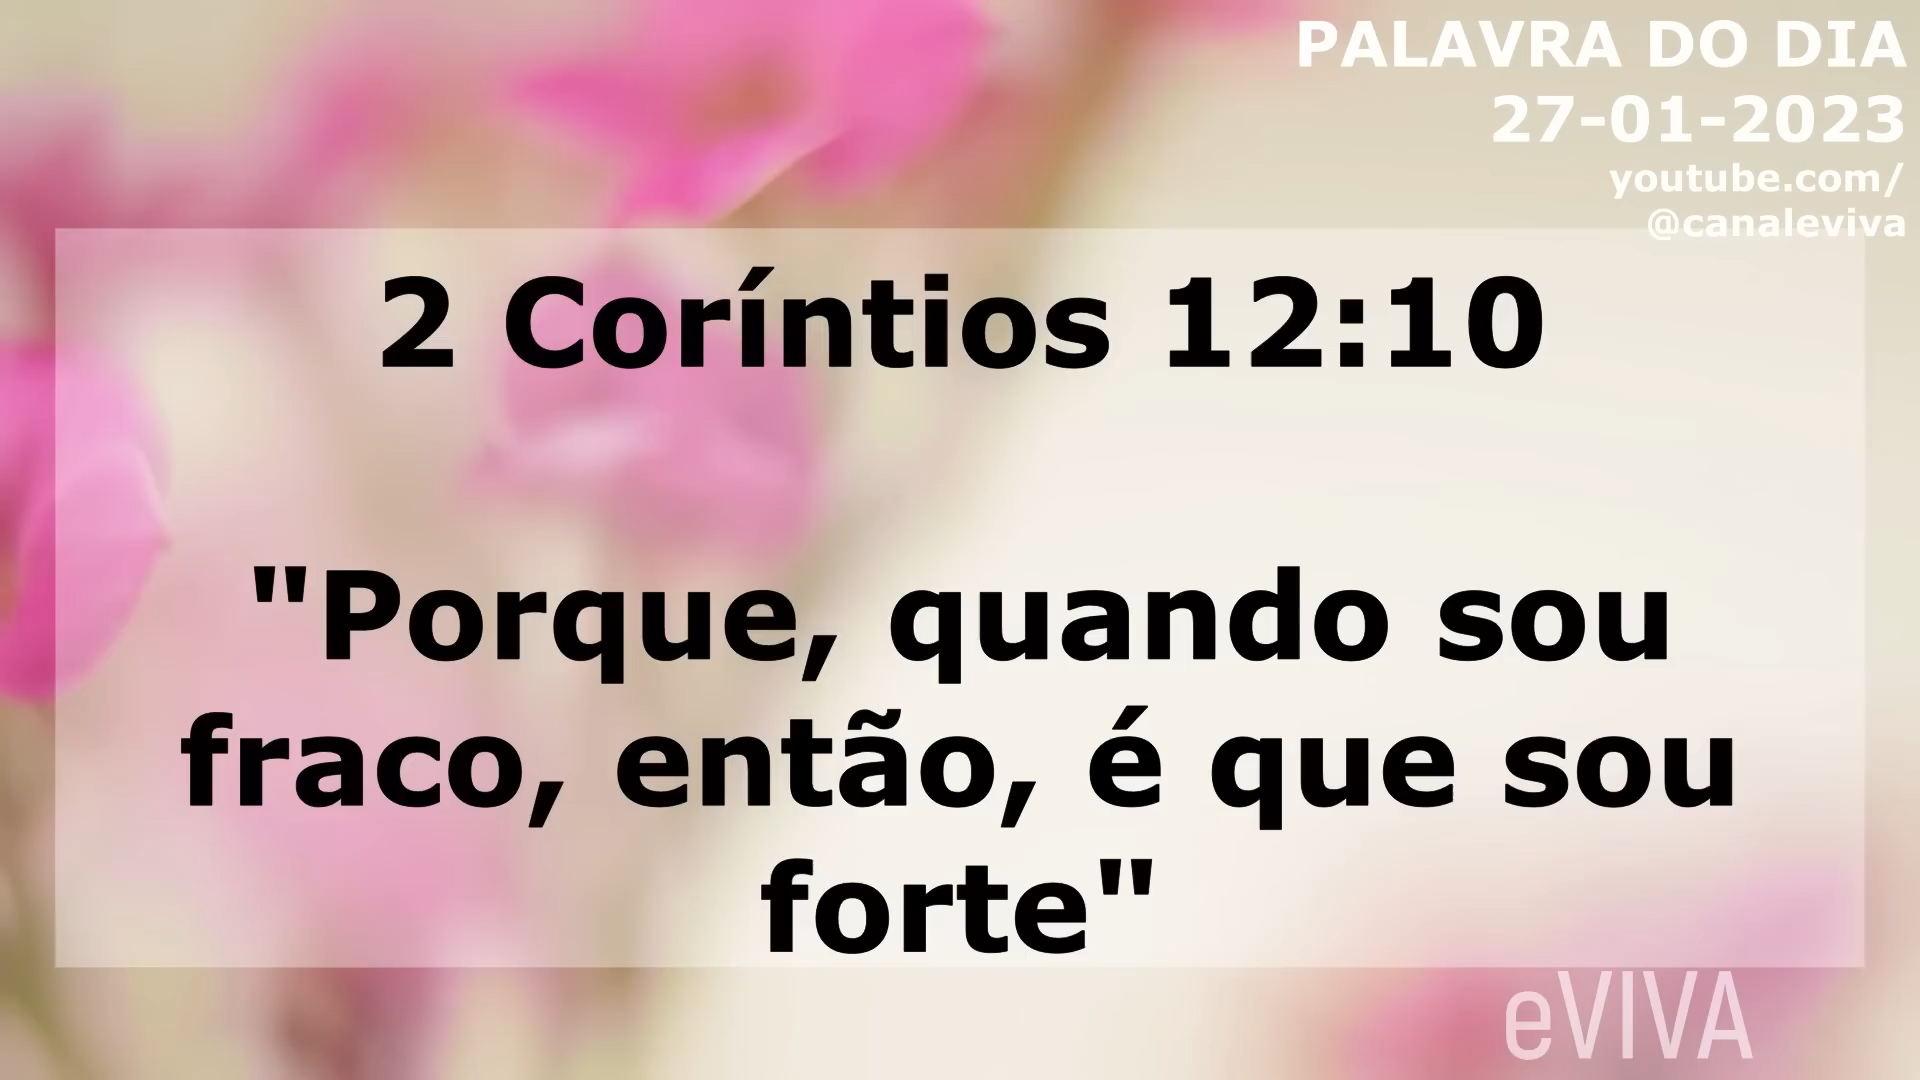 PALAVRA DO DIA
27-01-2023
youtube.com/
@canaleviva
2 Coríntios 12:10
"Porque, quando sou
fraco, então, é que sou
forte"
eVIVA